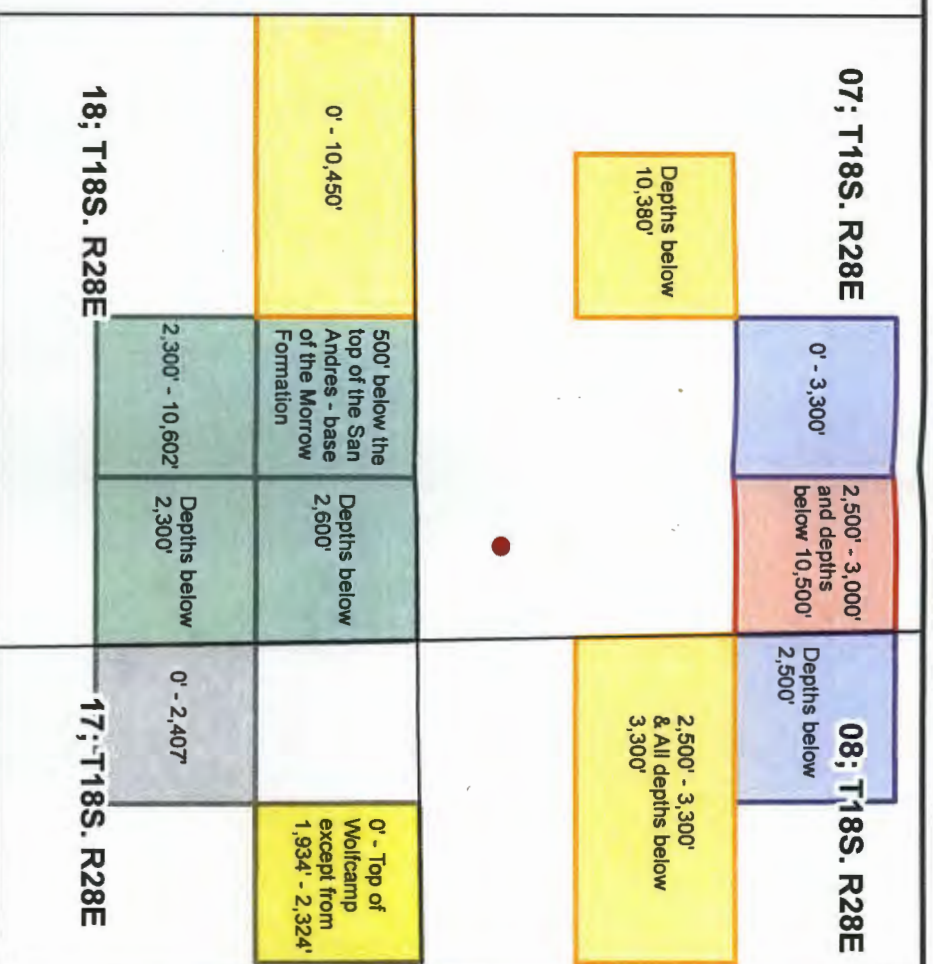 07; T18S. R28E
08; T18S. R28E
0' - 3,300'
2,500' - 3,000'
and depths
below 10,500'
Depths below
2,500'
Depths below
10,380'
2,500' - 3,300'
& All depths below
3,300'
0' - 10,450'
500' below the
top of the San
Andres - base
of the Morrow
Formation
Depths below
2,600'
0' - Top of
Wolfcamp
except from
1,934' - 2,324'
2,300' - 10,602'
Depths below
2,300'
0' - 2,407'
18; T18S. R28E
17; T18S. R28E